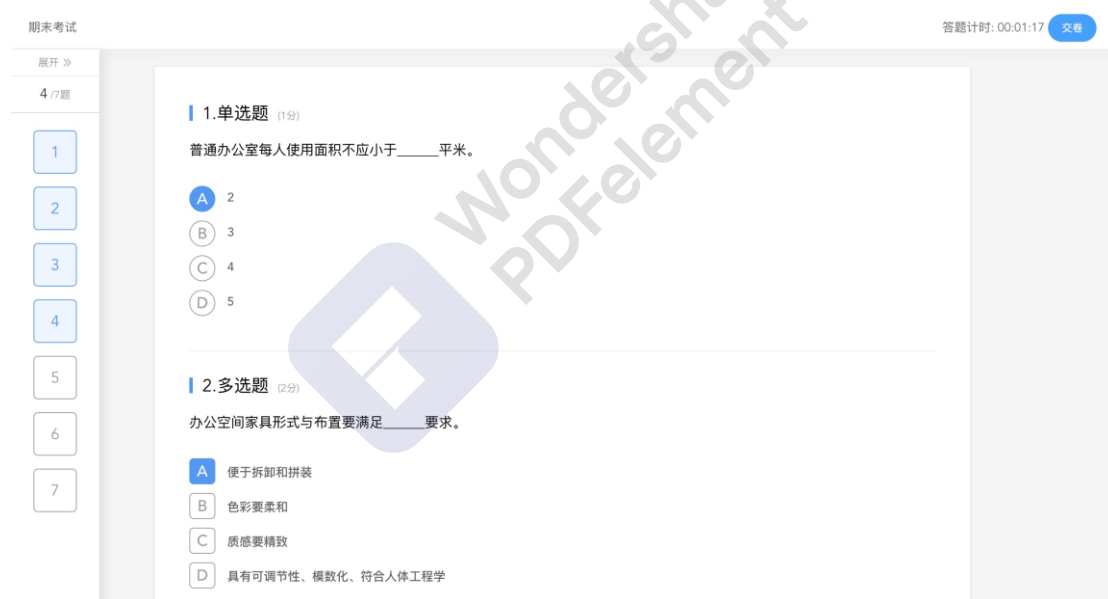 期末考试
答题计时: 00:01:17 交卷
展开 »
4 /7题
1
2
3
4
5
6
7
1.单选题 (1分)
普通办公室每人使用面积不应小于______平米。
A 2
B 3
C 4
D 5
2.多选题 (2分)
办公空间家具形式与布置要满足______要求。
A 便于拆卸和拼装
B 色彩要柔和
C 质感要精致
D 具有可调节性、模数化、符合人体工程学
Wondersha
PDFelement